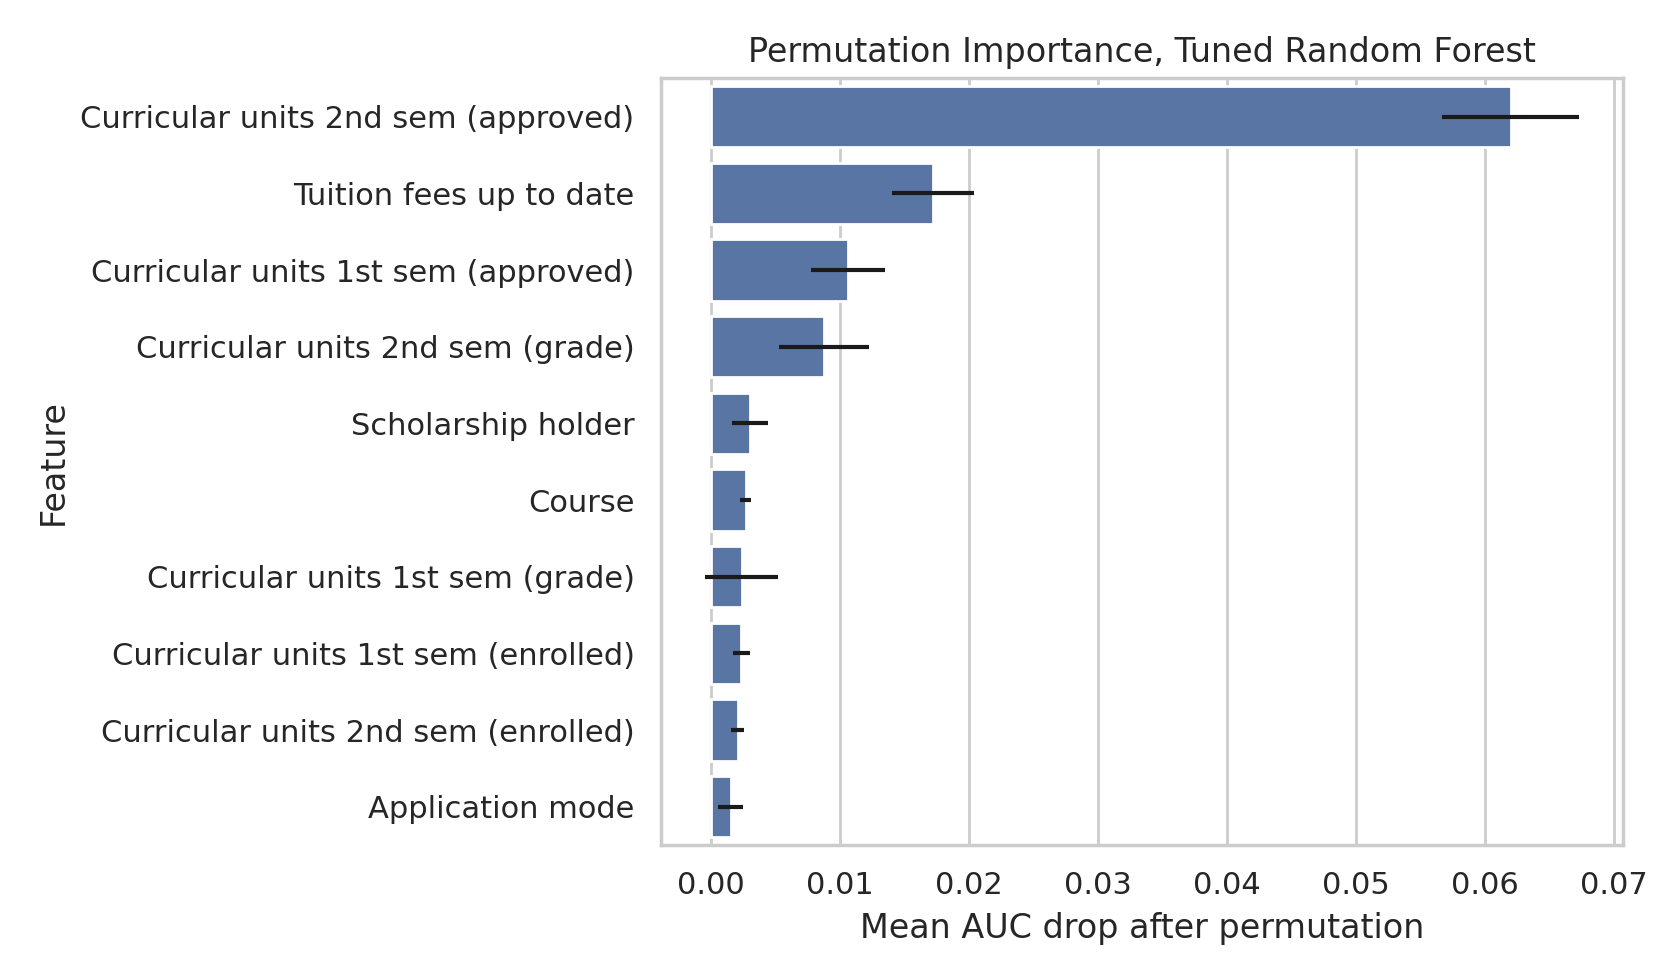 Permutation Importance, Tuned Random Forest
Curricular units 2nd sem (approved)
Tuition fees up to date
Curricular units 1st sem (approved)
Curricular units 2nd sem (grade)
Scholarship holder
Course
Curricular units 1st sem (grade)
Curricular units 1st sem (enrolled)
Curricular units 2nd sem (enrolled)
Application mode
Feature
0.00 0.01 0.02 0.03 0.04 0.05 0.06 0.07
Mean AUC drop after permutation